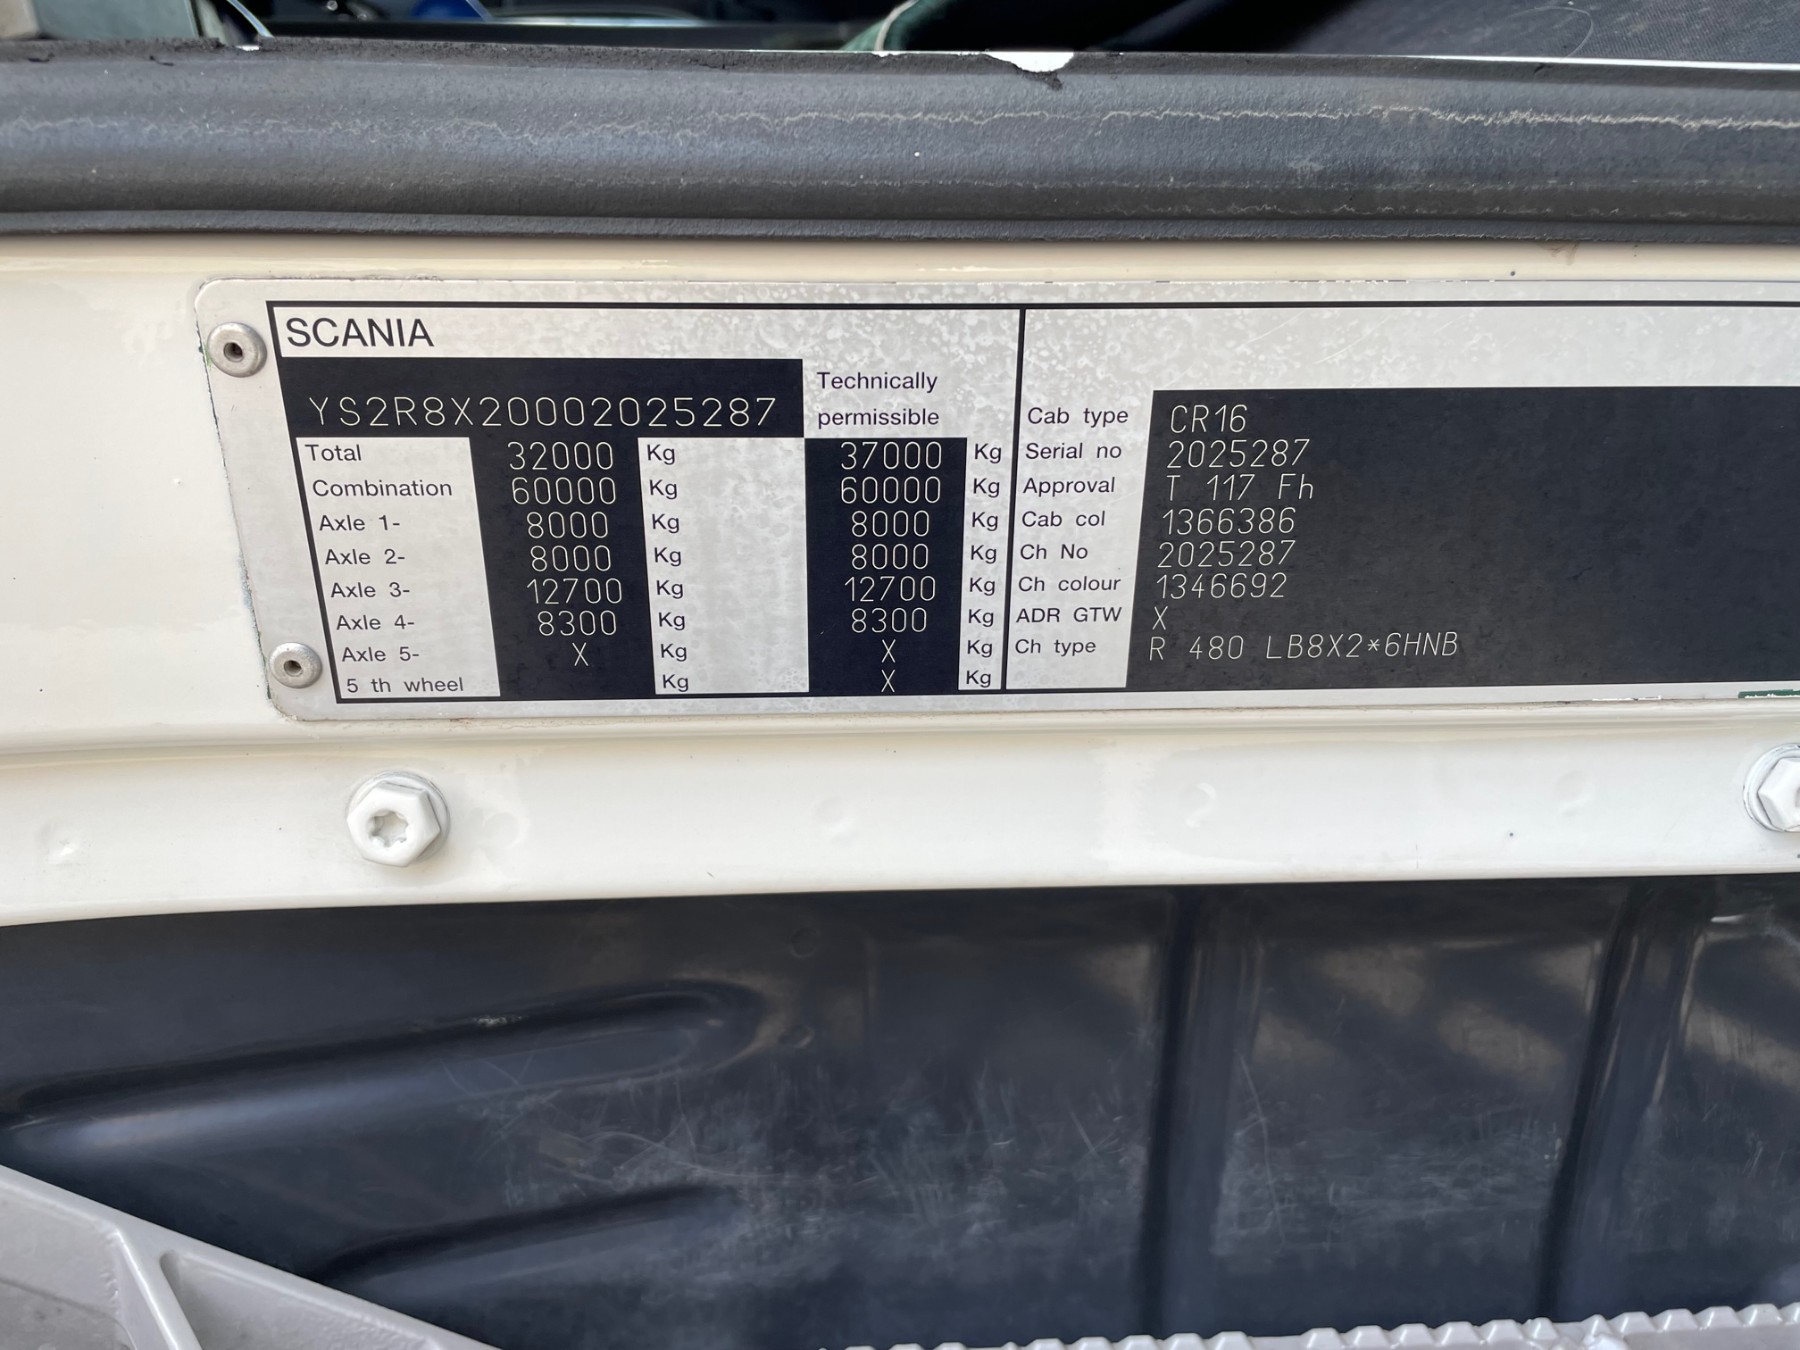 SCANIA
YS2R8X20002025287
Technically
permissible
Total 32000 Kg 37000 Kg
Combination 60000 Kg 60000 Kg
Axle 1- 8000 Kg 8000 Kg
Axle 2- 8000 Kg 8000 Kg
Axle 3- 12700 Kg 12700 Kg
Axle 4- 8300 Kg 8300 Kg
Axle 5- X Kg X Kg
5 th wheel Kg X Kg
Cab type CR16
Serial no 2025287
Approval T 117 Fh
Cab col 1366386
Ch No 2025287
Ch colour 1346692
ADR GTW X
Ch type R 480 LB8X2*6HNB